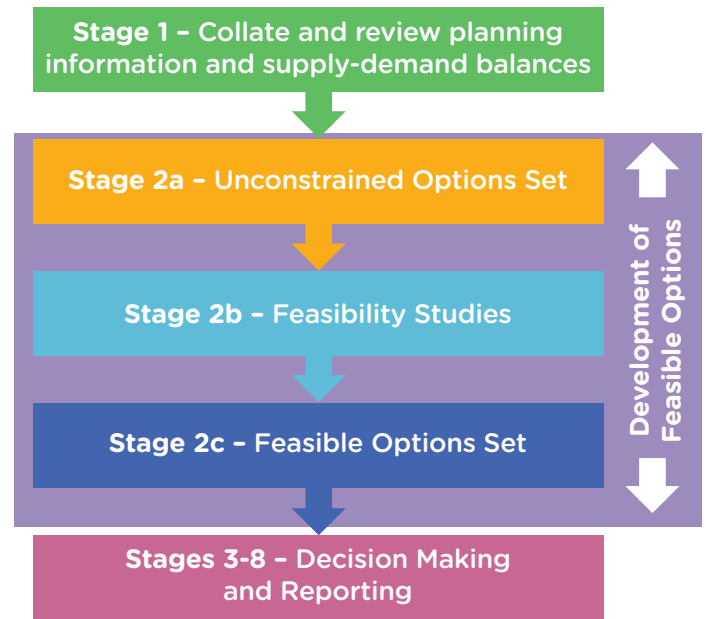 Stage 1 – Collate and review planning
information and supply-demand balances
Stage 2a – Unconstrained Options Set
Stage 2b – Feasibility Studies
Stage 2c – Feasible Options Set
Development of
Feasible Options
Stages 3-8 – Decision Making
and Reporting